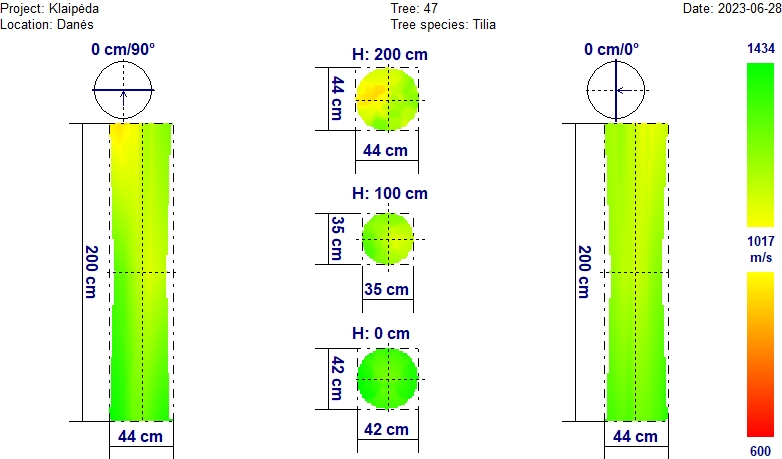 Project: Klaipéda
Tree: 47
Date: 2023-06-28
Location: Danės
Tree species: Tilia
0 cm/90°
H: 200 cm
0 cm/0°
1434
44 cm
44 cm
H: 100 cm
35 cm
35 cm
200 cm
200 cm
1017
m/s
H: 0 cm
42 cm
42 cm
44 cm
44 cm
600